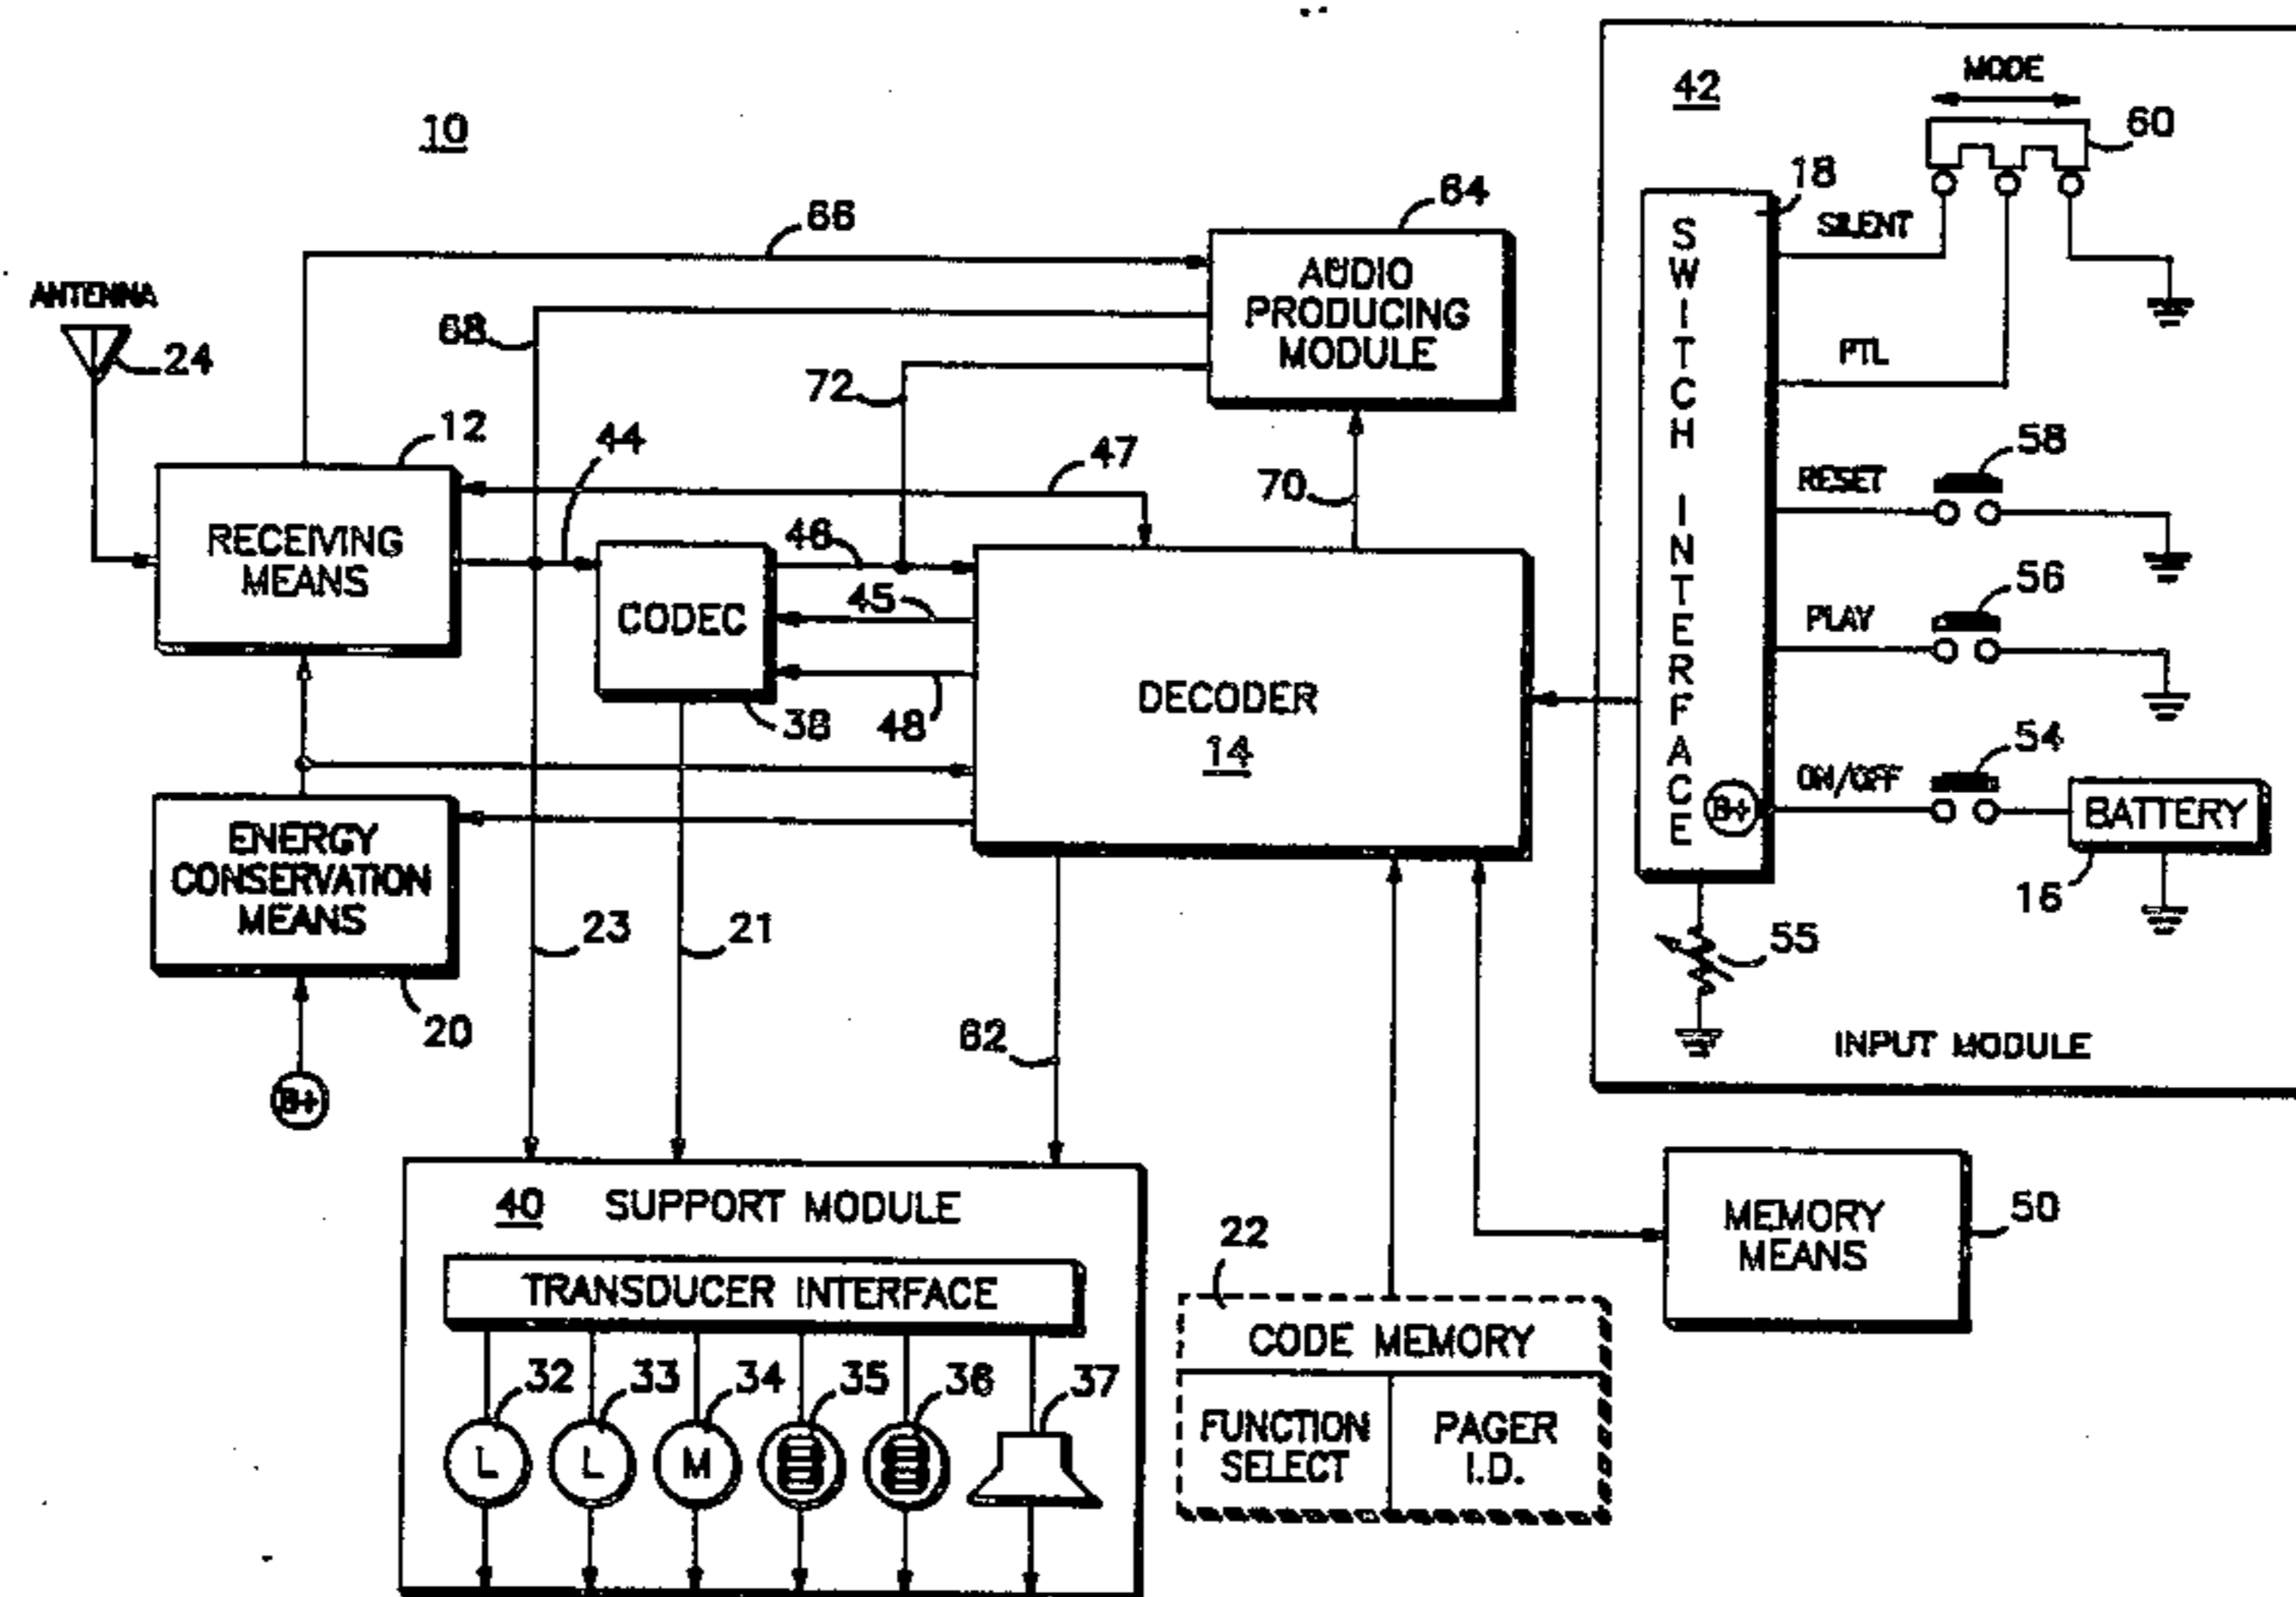 10
42
MODE
60
18
SILENT
PTL
66
64
AUDIO
PRODUCING
MODULE
ANTENNA
24
68
72
12
44
47
70
RESET
58
RECEIVING
MEANS
46
45
CODEC
38
48
DECODER
14
SWITCH INTERFACE
PLAY
56
ON/OFF
54
B+
BATTERY
16
55
INPUT MODULE
ENERGY
CONSERVATION
MEANS
20
B+
23
21
62
40 SUPPORT MODULE
TRANSDUCER INTERFACE
32
33
34
35
36
37
L
L
M
22
CODE MEMORY
FUNCTION
SELECT
PAGER
I.D.
MEMORY
MEANS
50